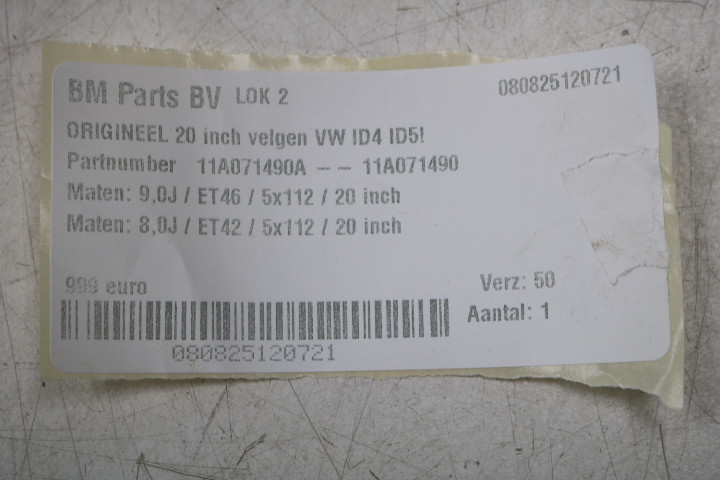 BM Parts BV LOK 2
080825120721
ORIGINEEL 20 inch velgen VW ID4 ID5!
Partnumber 11A071490A -- 11A071490
Maten: 9,0J / ET46 / 5x112 / 20 inch
Maten: 8,0J / ET42 / 5x112 / 20 inch
999 euro
Verz: 50
Aantal: 1
080825120721